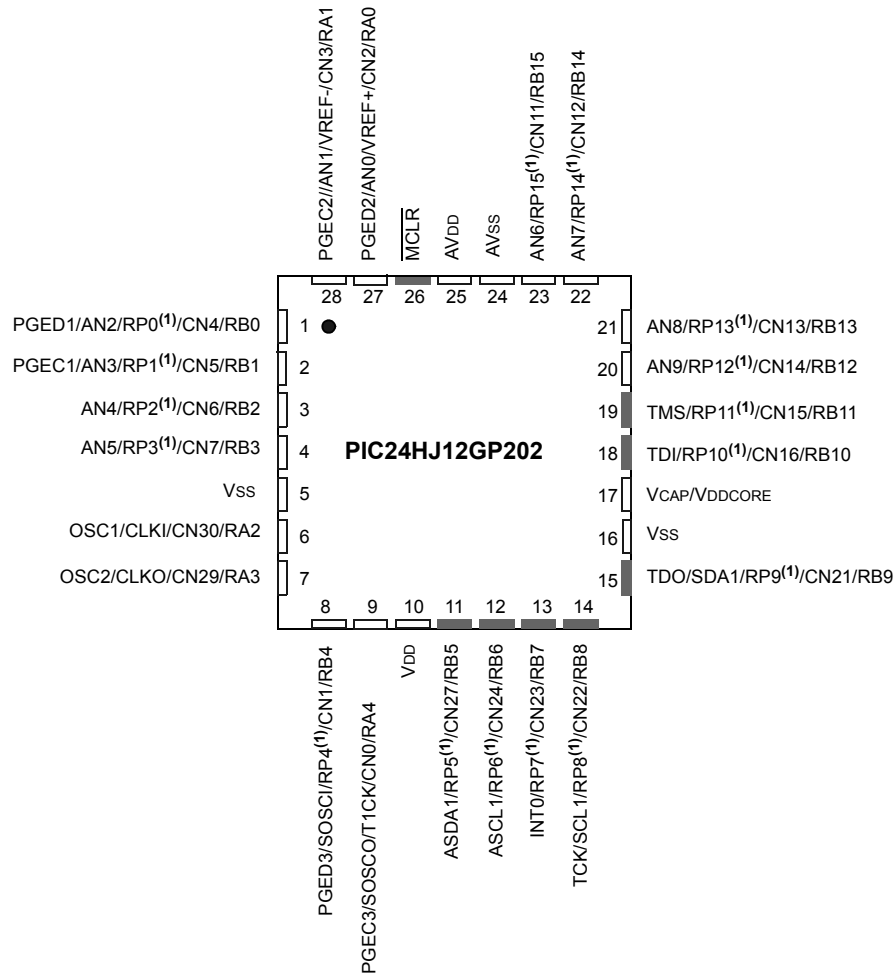 PGEC2//AN1/VREF-/CN3/RA1
PGED2/AN0/VREF+/CN2/RA0
MCLR
AVDD
AVSS
AN6/RP15(1)/CN11/RB15
AN7/RP14(1)/CN12/RB14
28 27 26 25 24 23 22
PGED1/AN2/RP0(1)/CN4/RB0 1 21 AN8/RP13(1)/CN13/RB13
PGEC1/AN3/RP1(1)/CN5/RB1 2 20 AN9/RP12(1)/CN14/RB12
AN4/RP2(1)/CN6/RB2 3 19 TMS/RP11(1)/CN15/RB11
AN5/RP3(1)/CN7/RB3 4 PIC24HJ12GP202 18 TDI/RP10(1)/CN16/RB10
VSS 5 17 VCAP/VDDCORE
OSC1/CLKI/CN30/RA2 6 16 VSS
OSC2/CLKO/CN29/RA3 7 15 TDO/SDA1/RP9(1)/CN21/RB9
8 9 10 11 12 13 14
PGED3/SOSCI/RP4(1)/CN1/RB4
PGEC3/SOSCO/T1CK/CN0/RA4
VDD
ASDA1/RP5(1)/CN27/RB5
ASCL1/RP6(1)/CN24/RB6
INT0/RP7(1)/CN23/RB7
TCK/SCL1/RP8(1)/CN22/RB8